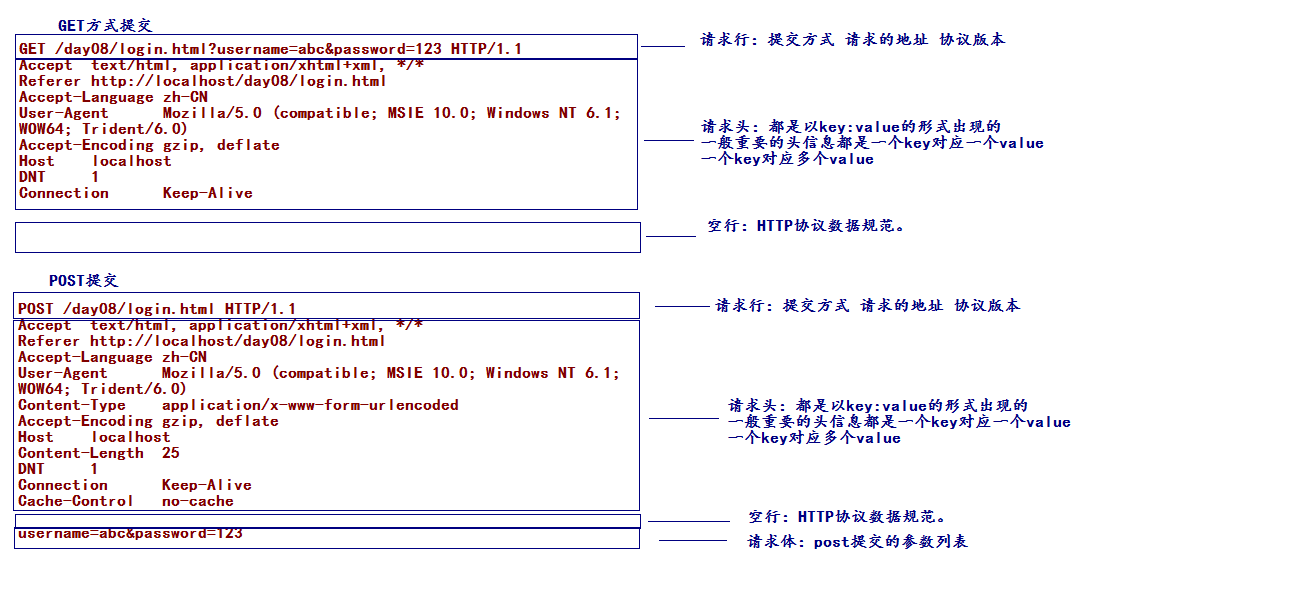 GET方式提交
GET /day08/login.html?username=abc&password=123 HTTP/1.1
请求行：提交方式 请求的地址 协议版本
Accept text/html, application/xhtml+xml, */*
Referer http://localhost/day08/login.html
Accept-Language zh-CN
User-Agent Mozilla/5.0 (compatible; MSIE 10.0; Windows NT 6.1;
WOW64; Trident/6.0)
Accept-Encoding gzip, deflate
Host localhost
DNT 1
Connection Keep-Alive
请求头：都是以key:value的形式出现的
一般重要的头信息都是一个key对应一个value
一个key对应多个value
空行：HTTP协议数据规范。
POST提交
POST /day08/login.html HTTP/1.1
请求行：提交方式 请求的地址 协议版本
Accept text/html, application/xhtml+xml, */*
Referer http://localhost/day08/login.html
Accept-Language zh-CN
User-Agent Mozilla/5.0 (compatible; MSIE 10.0; Windows NT 6.1;
WOW64; Trident/6.0)
Content-Type application/x-www-form-urlencoded
Accept-Encoding gzip, deflate
Host localhost
Content-Length 25
DNT 1
Connection Keep-Alive
Cache-Control no-cache
请求头：都是以key:value的形式出现的
一般重要的头信息都是一个key对应一个value
一个key对应多个value
空行：HTTP协议数据规范。
username=abc&password=123
请求体：post提交的参数列表